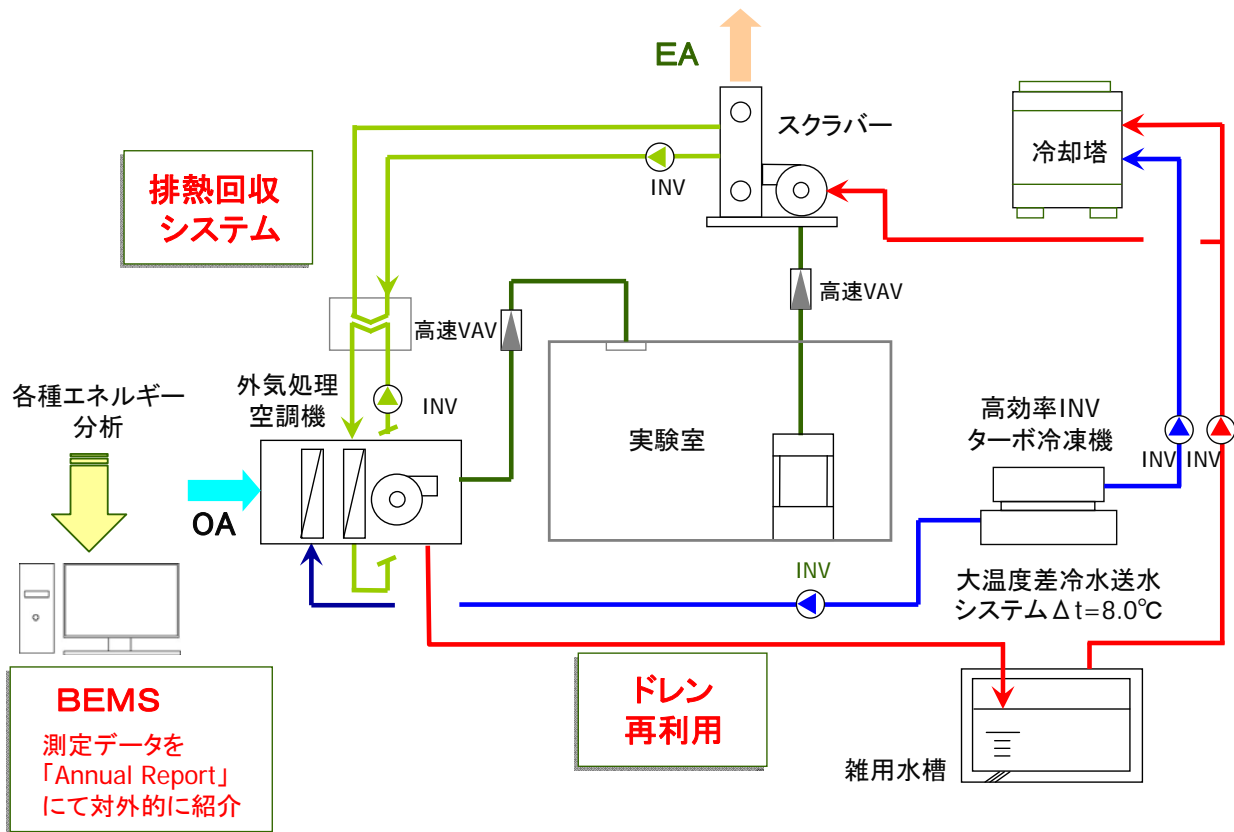 EA
スクラバー
冷却塔
INV
排熱回収
システム
高速VAV
高速VAV
外気処理
空調機
INV
各種エネルギー
分析
実験室
高効率INV
ターボ冷凍機
INV
INV
OA
INV
大温度差冷水送水
システムΔt=8.0℃
BEMS
測定データを
「Annual Report」
にて対外的に紹介
ドレン
再利用
雑用水槽